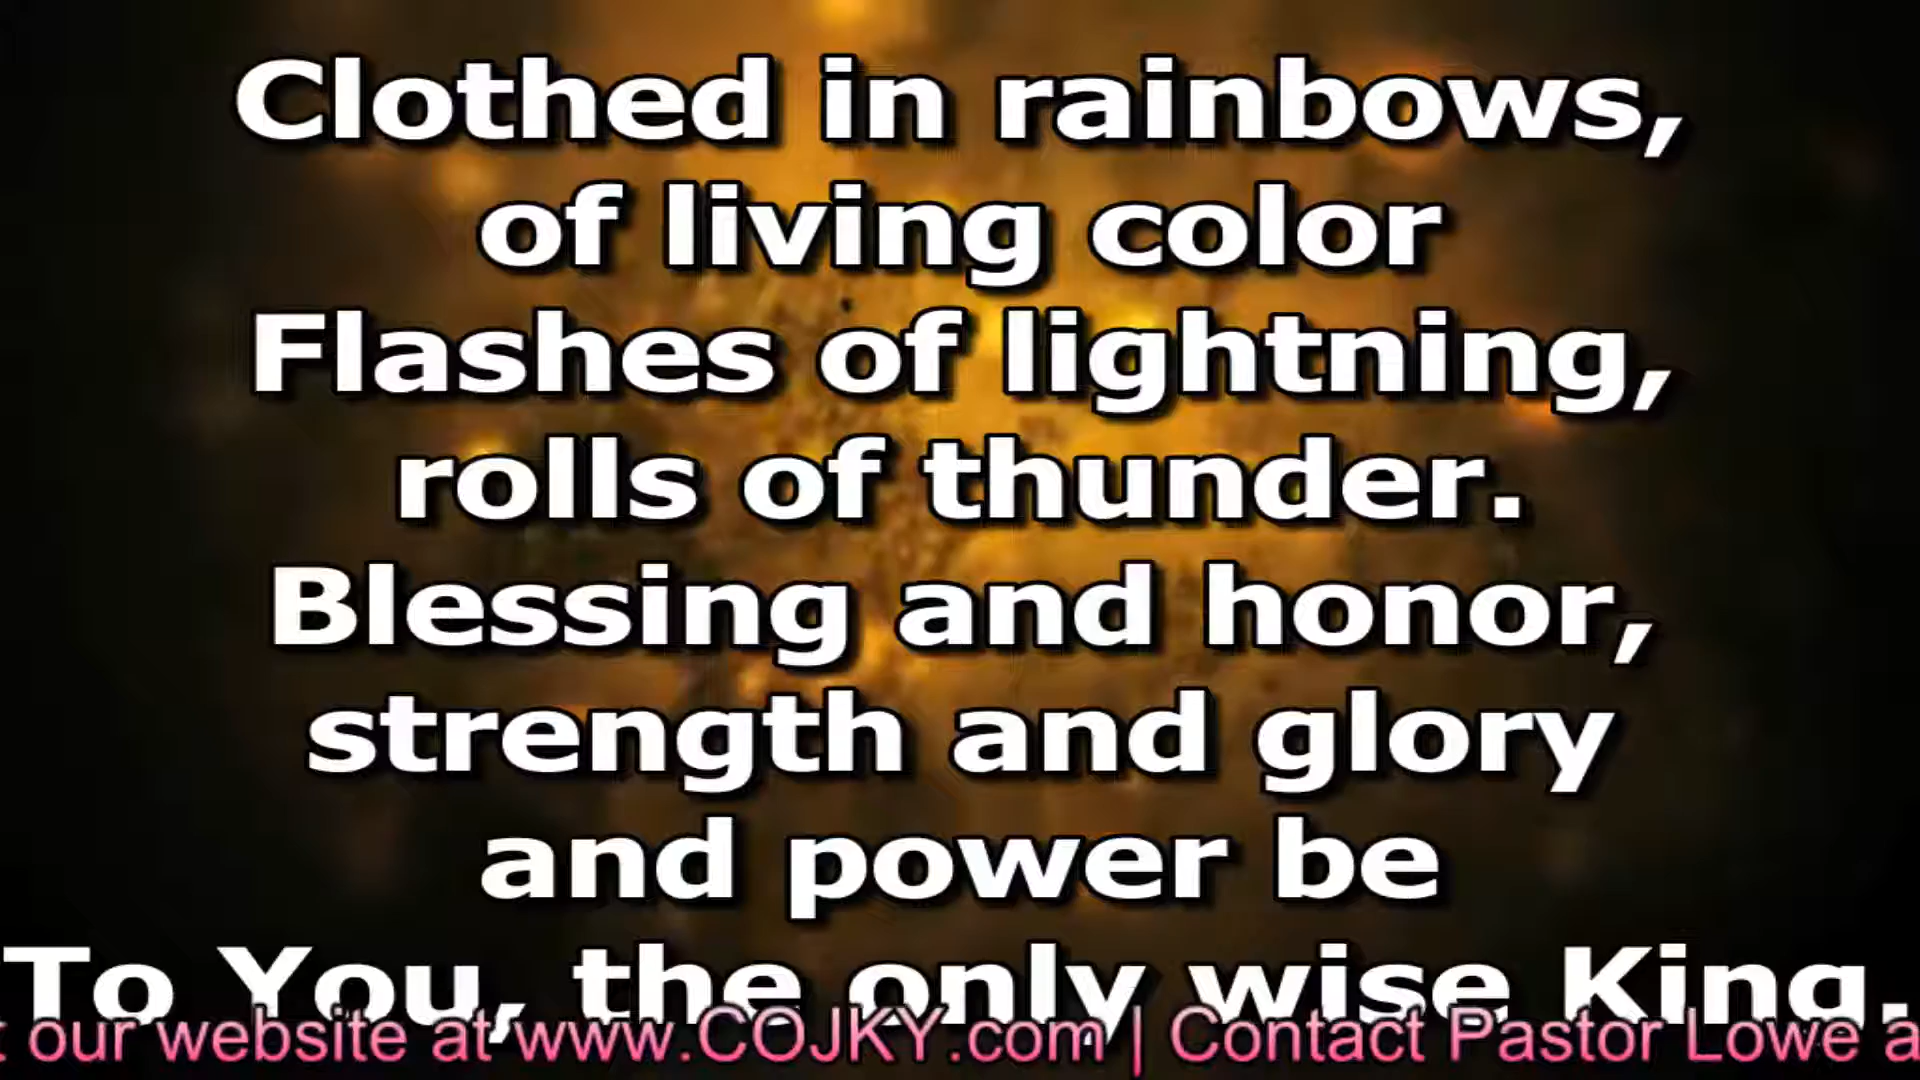 Clothed in rainbows,
of living color
Flashes of lightning,
rolls of thunder.
Blessing and honor,
strength and glory
and power be
To You, the only wise King.
our website at www.COJKY.com | Contact Pastor Lowe